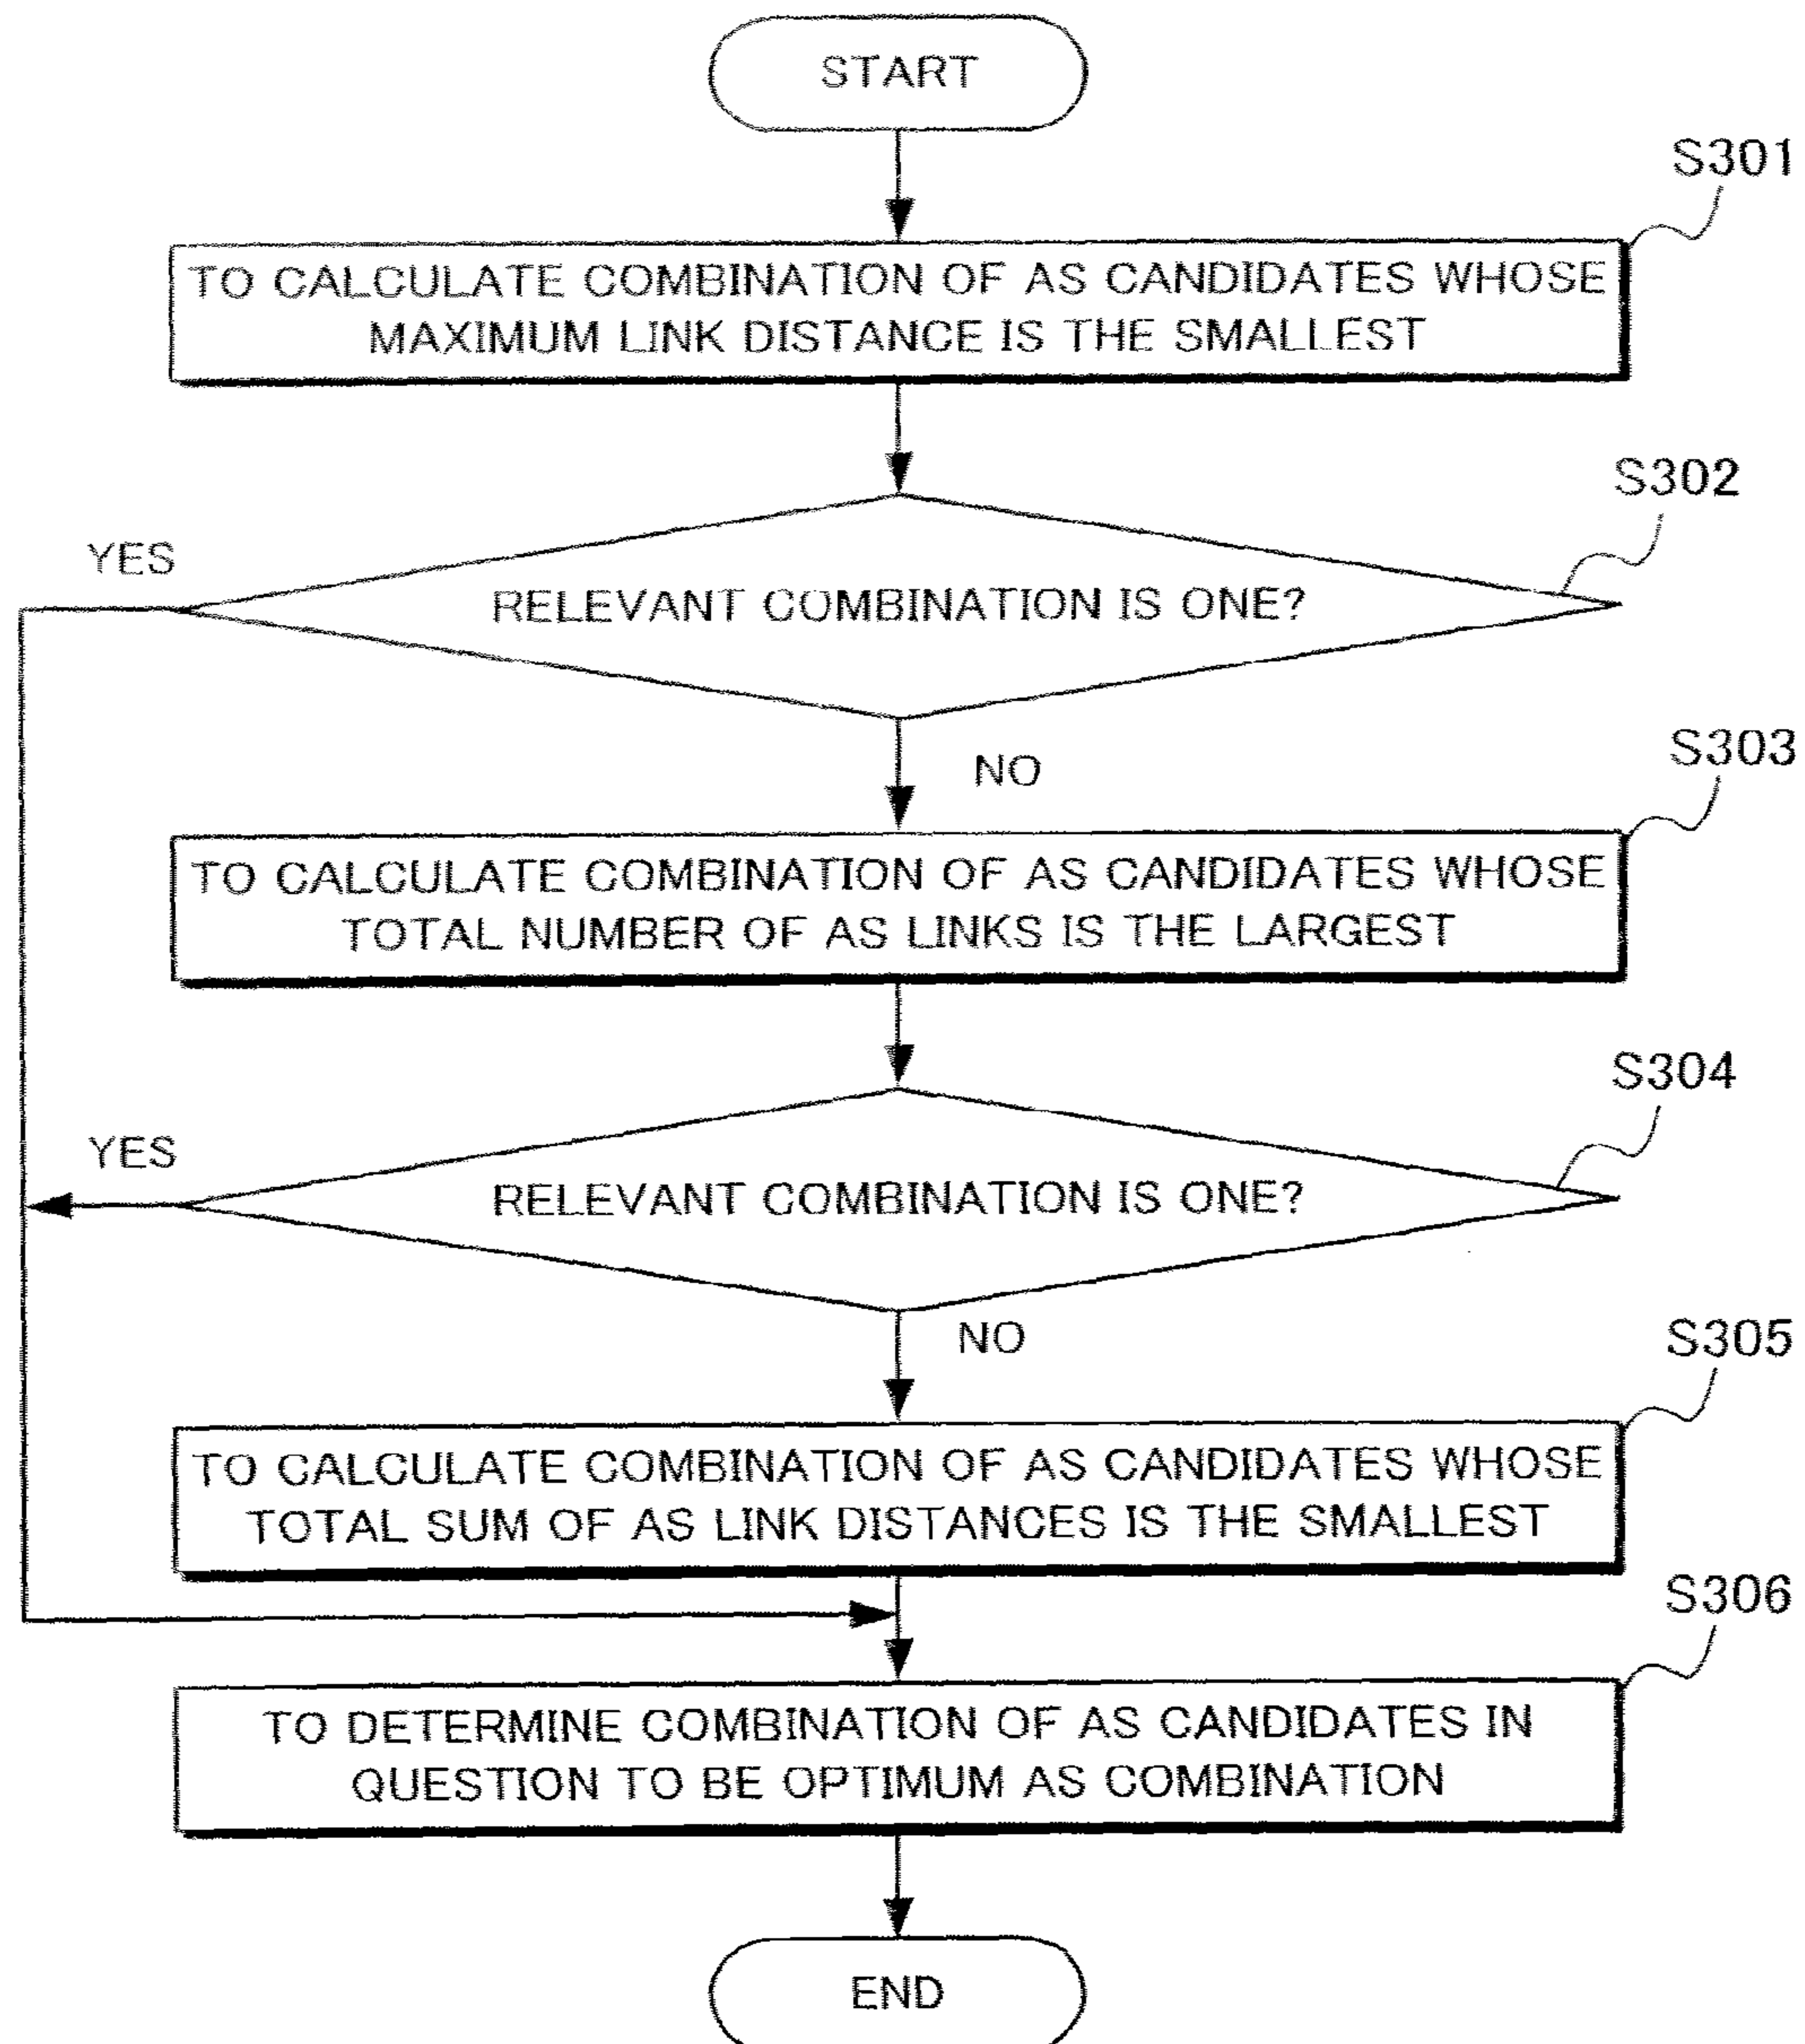 START
S301
TO CALCULATE COMBINATION OF AS CANDIDATES WHOSE
MAXIMUM LINK DISTANCE IS THE SMALLEST
S302
YES
RELEVANT COMBINATION IS ONE?
NO
S303
TO CALCULATE COMBINATION OF AS CANDIDATES WHOSE
TOTAL NUMBER OF AS LINKS IS THE LARGEST
S304
YES
RELEVANT COMBINATION IS ONE?
NO
S305
TO CALCULATE COMBINATION OF AS CANDIDATES WHOSE
TOTAL SUM OF AS LINK DISTANCES IS THE SMALLEST
S306
TO DETERMINE COMBINATION OF AS CANDIDATES IN
QUESTION TO BE OPTIMUM AS COMBINATION
END